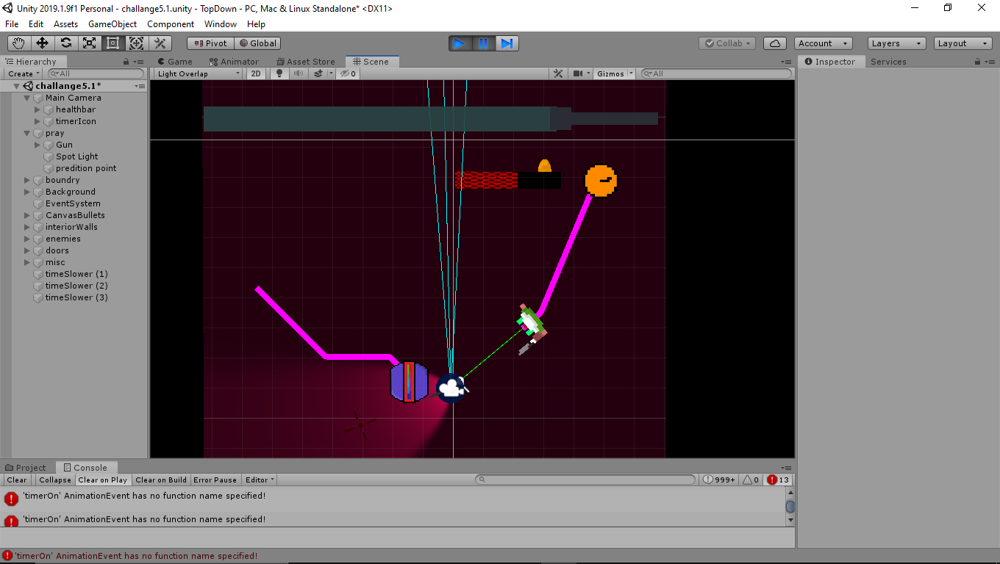 Unity 2019.1.9f1 Personal - challange5.1.unity - TopDown - PC, Mac & Linux Standalone* <DX11>
File Edit Assets GameObject Component Window Help
Pivot Global Collab Account Layers Layout
Hierarchy Game Animator Asset Store Scene Inspector Services
Create All Light Overlap 2D 0 Gizmos All
challange5.1*
Main Camera
healthbar
timerIcon
pray
Gun
Spot Light
predition point
boundry
Background
EventSystem
CanvasBullets
interiorWalls
enemies
doors
misc
timeSlower (1)
timeSlower (2)
timeSlower (3)
Project Console
Clear Collapse Clear on Play Clear on Build Error Pause Editor 999+ 0 13
'timerOn' AnimationEvent has no function name specified!
'timerOn' AnimationEvent has no function name specified!
'timerOn' AnimationEvent has no function name specified!